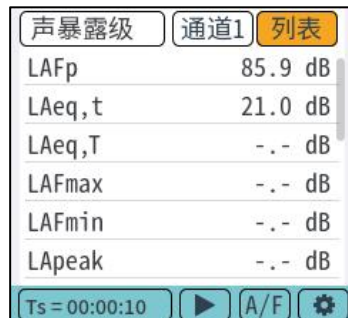 声暴露级 通道1 列表
LAFp 85.9 dB
LAeq,t 21.0 dB
LAeq,T -.- dB
LAFmax -.- dB
LAFmin -.- dB
LApeak -.- dB
Ts = 00:00:10 A/F